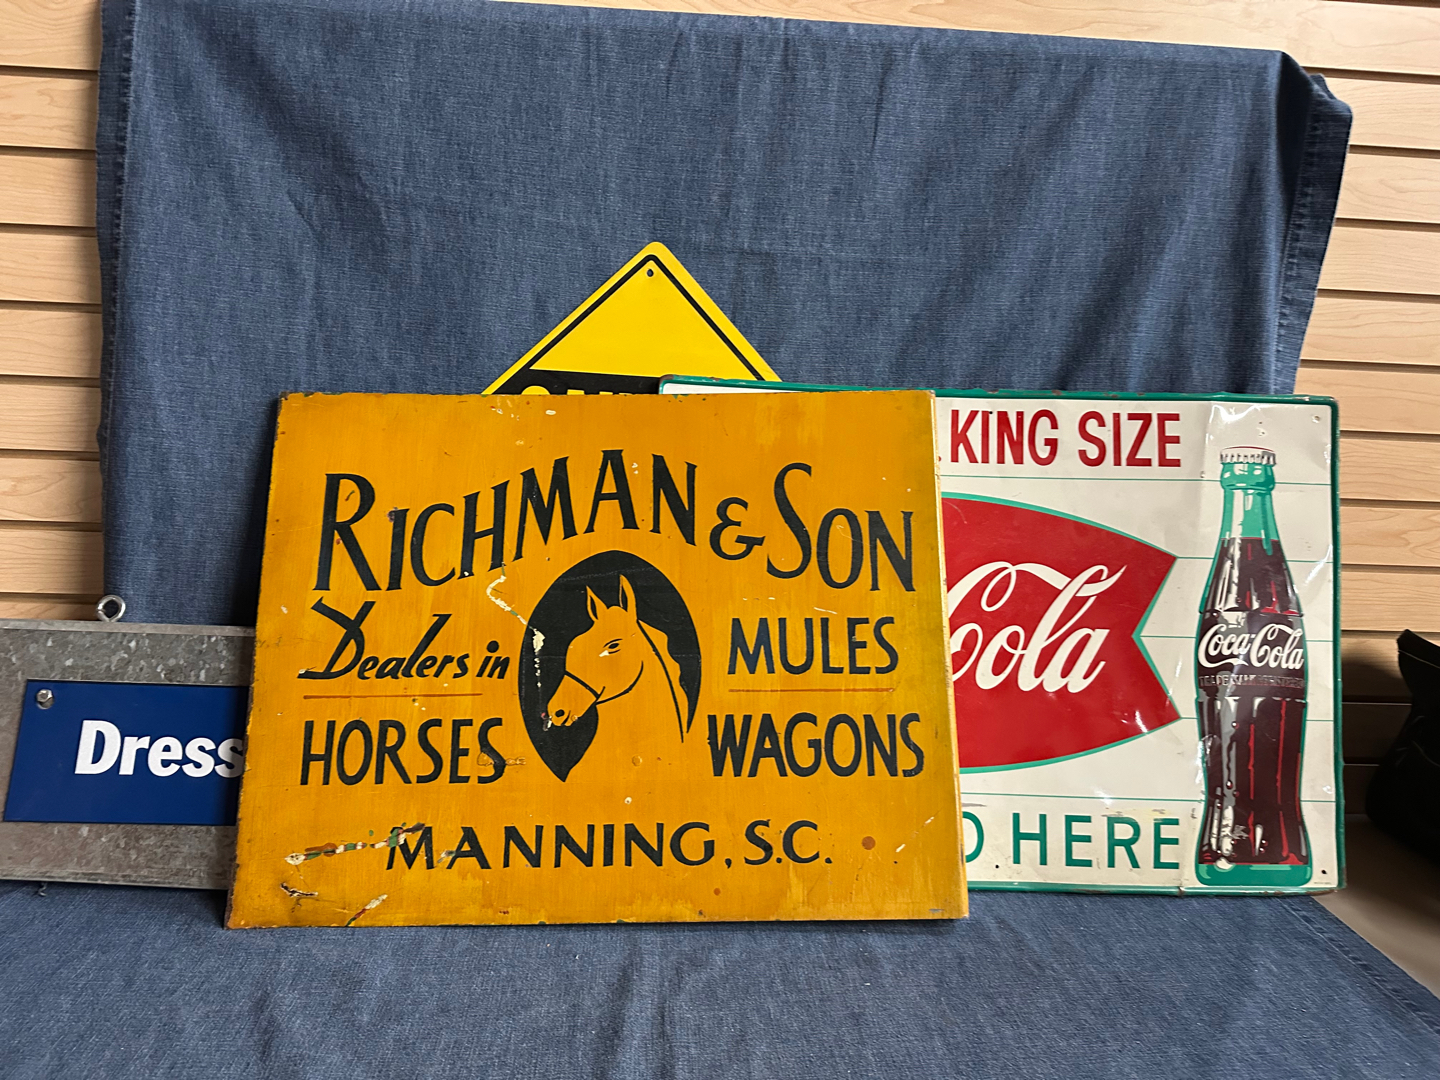 RICHMAN & SON
Dealers in
HORSES
MULES
WAGONS
MANNING, S.C.
KING SIZE
Cola
Coca-Cola
HERE
Dress